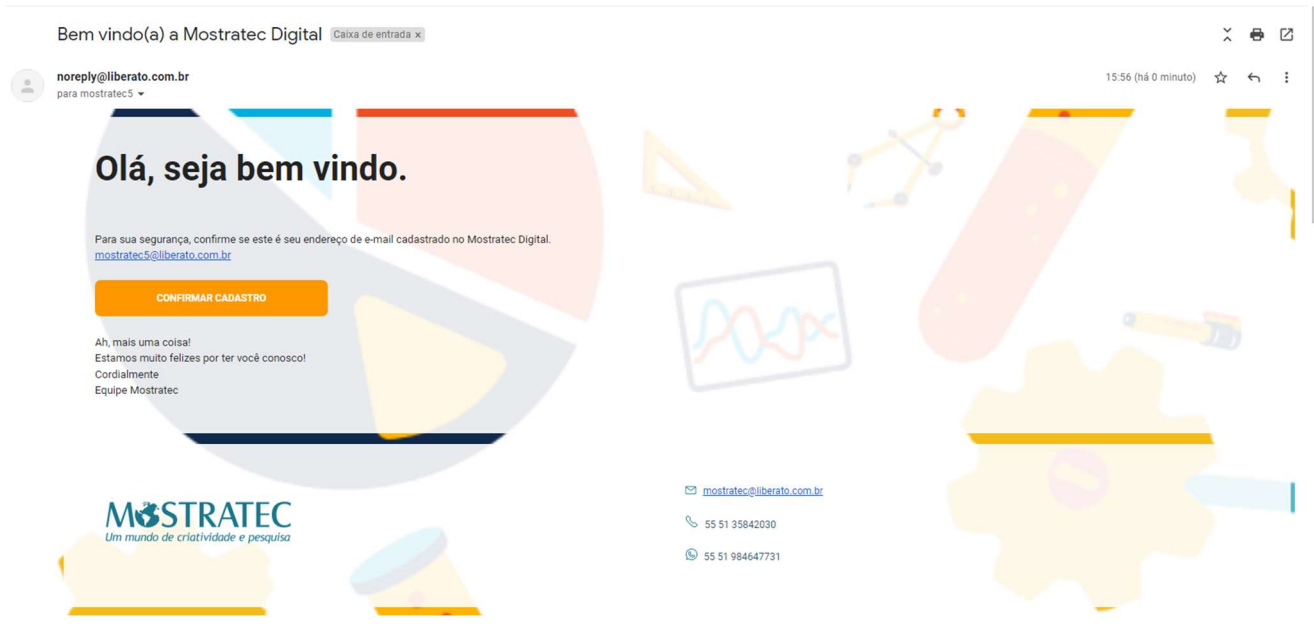 Bem vindo(a) a Mostratec Digital Caixa de entrada x
noreply@liberato.com.br
15:56 (há 0 minuto)
para mostratec5
Olá, seja bem vindo.
Para sua segurança, confirme se este é seu endereço de e-mail cadastrado no Mostratec Digital.
mostratec5@liberato.com.br
CONFIRMAR CADASTRO
Ah, mais uma coisa!
Estamos muito felizes por ter você conosco!
Cordialmente
Equipe Mostratec
MOSTRATEC
Um mundo de criatividade e pesquisa
mostratec@liberato.com.br
55 51 35842030
55 51 984647731